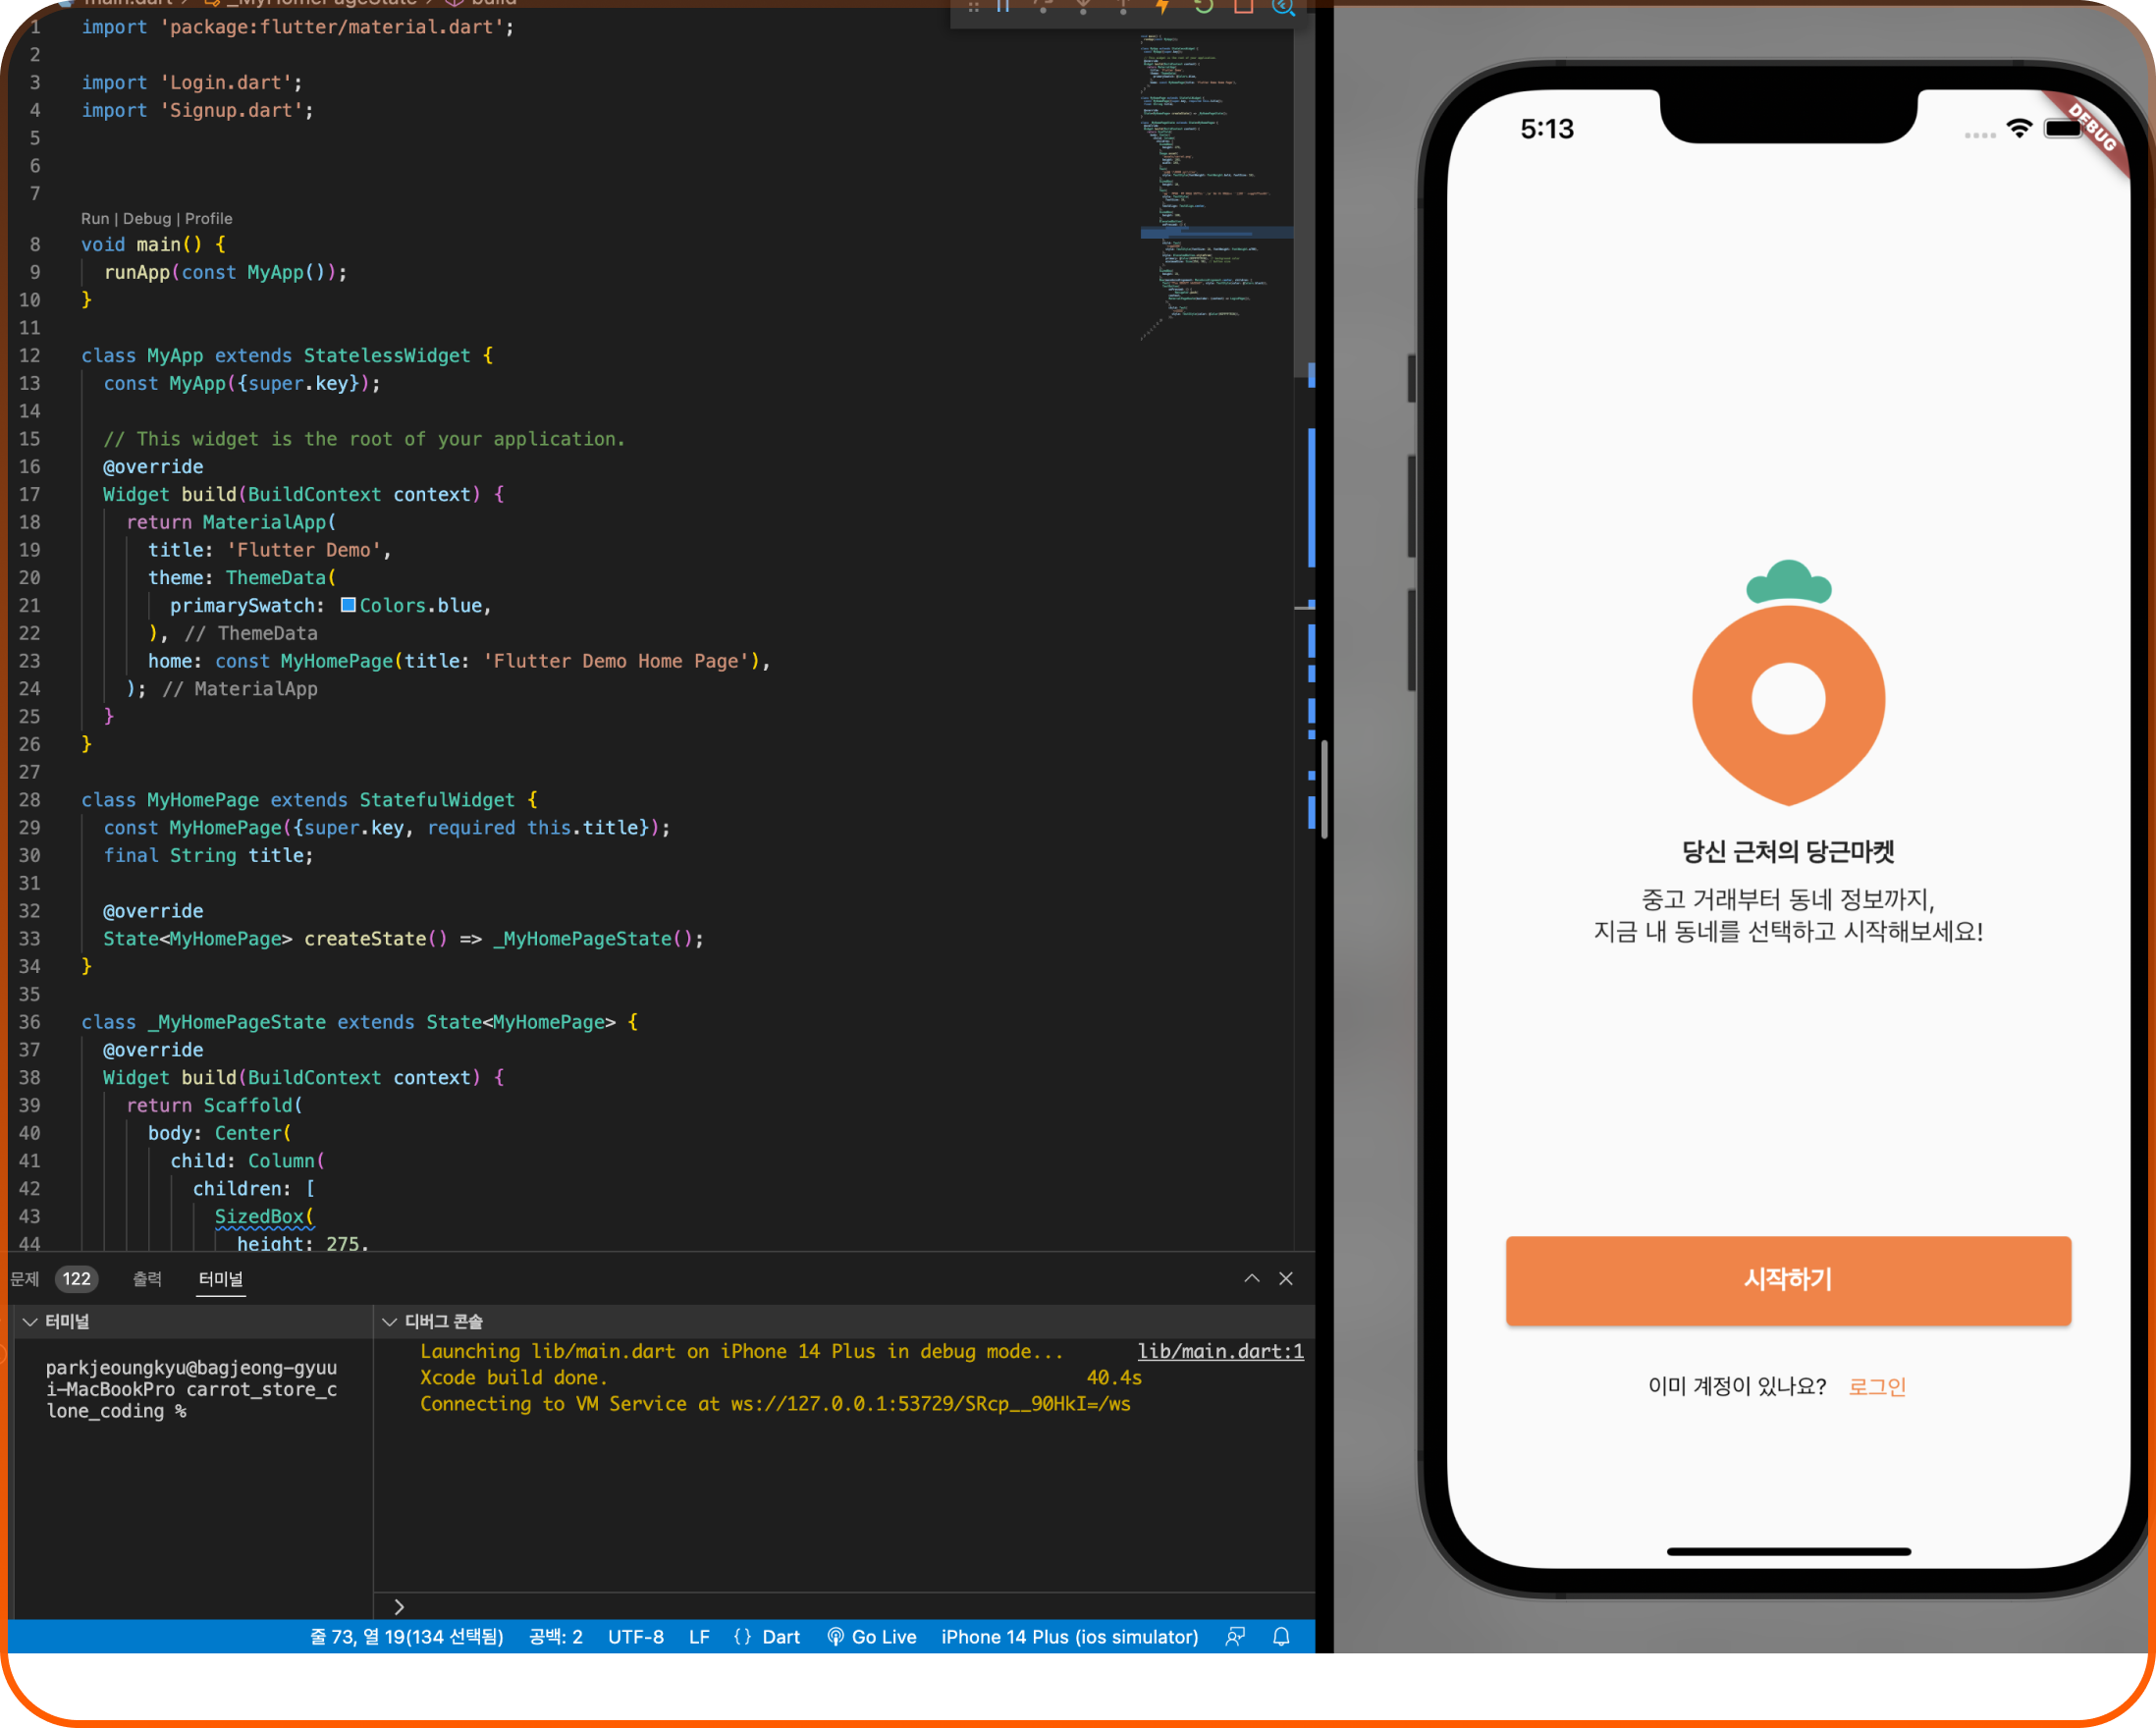 main.dart > _MyHomePageState > build
1 import 'package:flutter/material.dart';
2
3 import 'Login.dart';
4 import 'Signup.dart';
5
6
7
Run | Debug | Profile
8 void main() {
9 runApp(const MyApp());
10 }
11
12 class MyApp extends StatelessWidget {
13 const MyApp({super.key});
14
15 // This widget is the root of your application.
16 @override
17 Widget build(BuildContext context) {
18 return MaterialApp(
19 title: 'Flutter Demo',
20 theme: ThemeData(
21 primarySwatch: Colors.blue,
22 ), // ThemeData
23 home: const MyHomePage(title: 'Flutter Demo Home Page'),
24 ); // MaterialApp
25 }
26 }
27
28 class MyHomePage extends StatefulWidget {
29 const MyHomePage({super.key, required this.title});
30 final String title;
31
32 @override
33 State<MyHomePage> createState() => _MyHomePageState();
34 }
35
36 class _MyHomePageState extends State<MyHomePage> {
37 @override
38 Widget build(BuildContext context) {
39 return Scaffold(
40 body: Center(
41 child: Column(
42 children: [
43 SizedBox(
44 height: 275,
문제 122 출력 터미널
터미널
parkjeoungkyu@bagjeong-gyuu
i-MacBookPro carrot_store_c
lone_coding %
디버그 콘솔
Launching lib/main.dart on iPhone 14 Plus in debug mode... lib/main.dart:1
Xcode build done. 40.4s
Connecting to VM Service at ws://127.0.0.1:53729/SRcp__90HkI=/ws
줄 73, 열 19(134 선택됨) 공백: 2 UTF-8 LF {} Dart Go Live iPhone 14 Plus (ios simulator)
5:13
DEBUG
당신 근처의 당근마켓
중고 거래부터 동네 정보까지,
지금 내 동네를 선택하고 시작해보세요!
시작하기
이미 계정이 있나요? 로그인